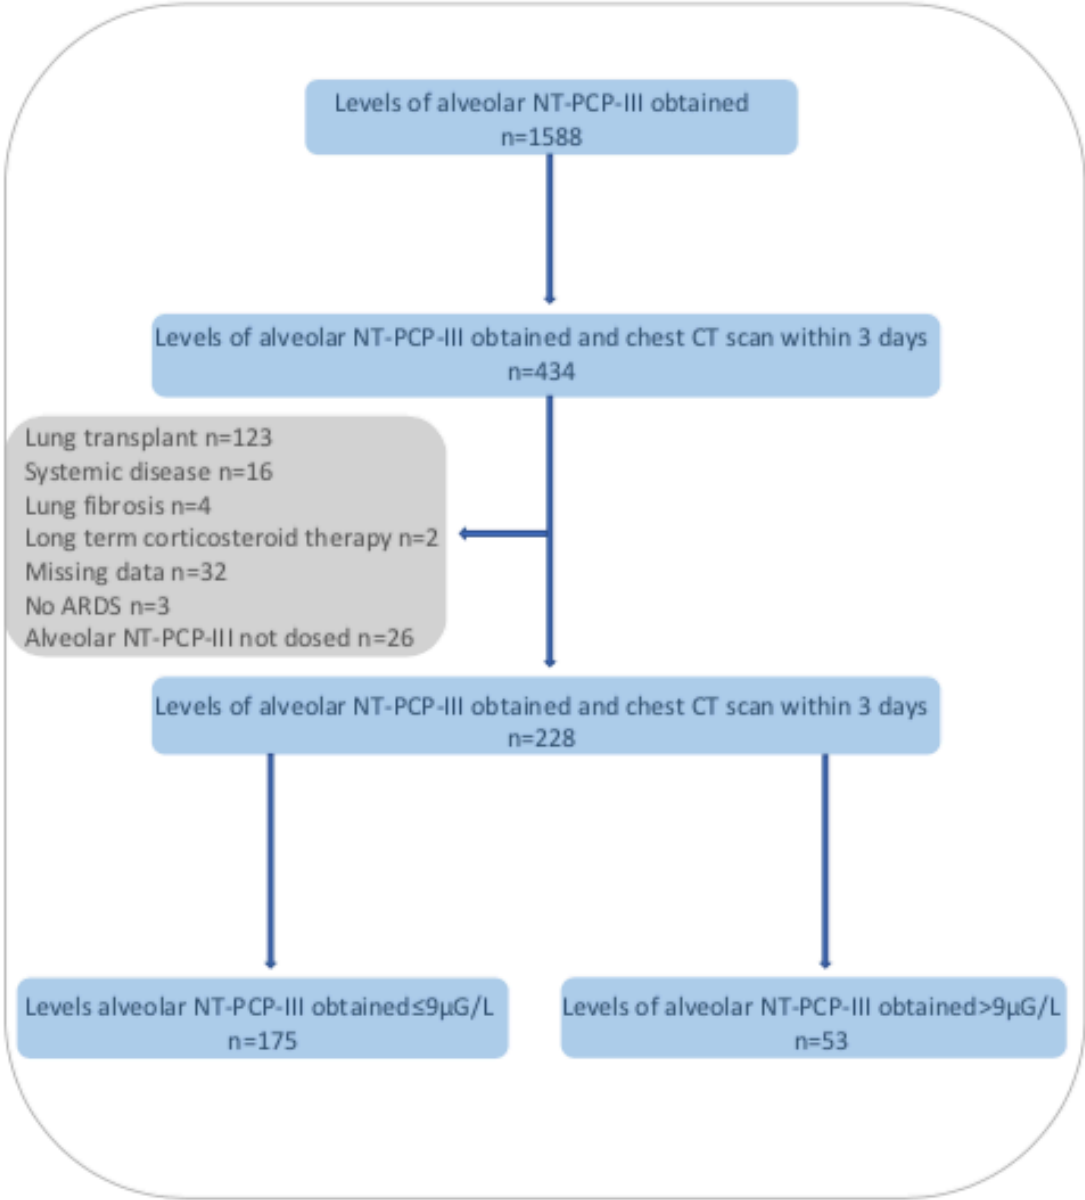 Levels of alveolar NT-PCP-III obtained
n=1588
Levels of alveolar NT-PCP-III obtained and chest CT scan within 3 days
n=434
Lung transplant n=123
Systemic disease n=16
Lung fibrosis n=4
Long term corticosteroid therapy n=2
Missing data n=32
No ARDS n=3
Alveolar NT-PCP-III not dosed n=26
Levels of alveolar NT-PCP-III obtained and chest CT scan within 3 days
n=228
Levels alveolar NT-PCP-III obtained≤9µG/L
n=175
Levels of alveolar NT-PCP-III obtained>9µG/L
n=53